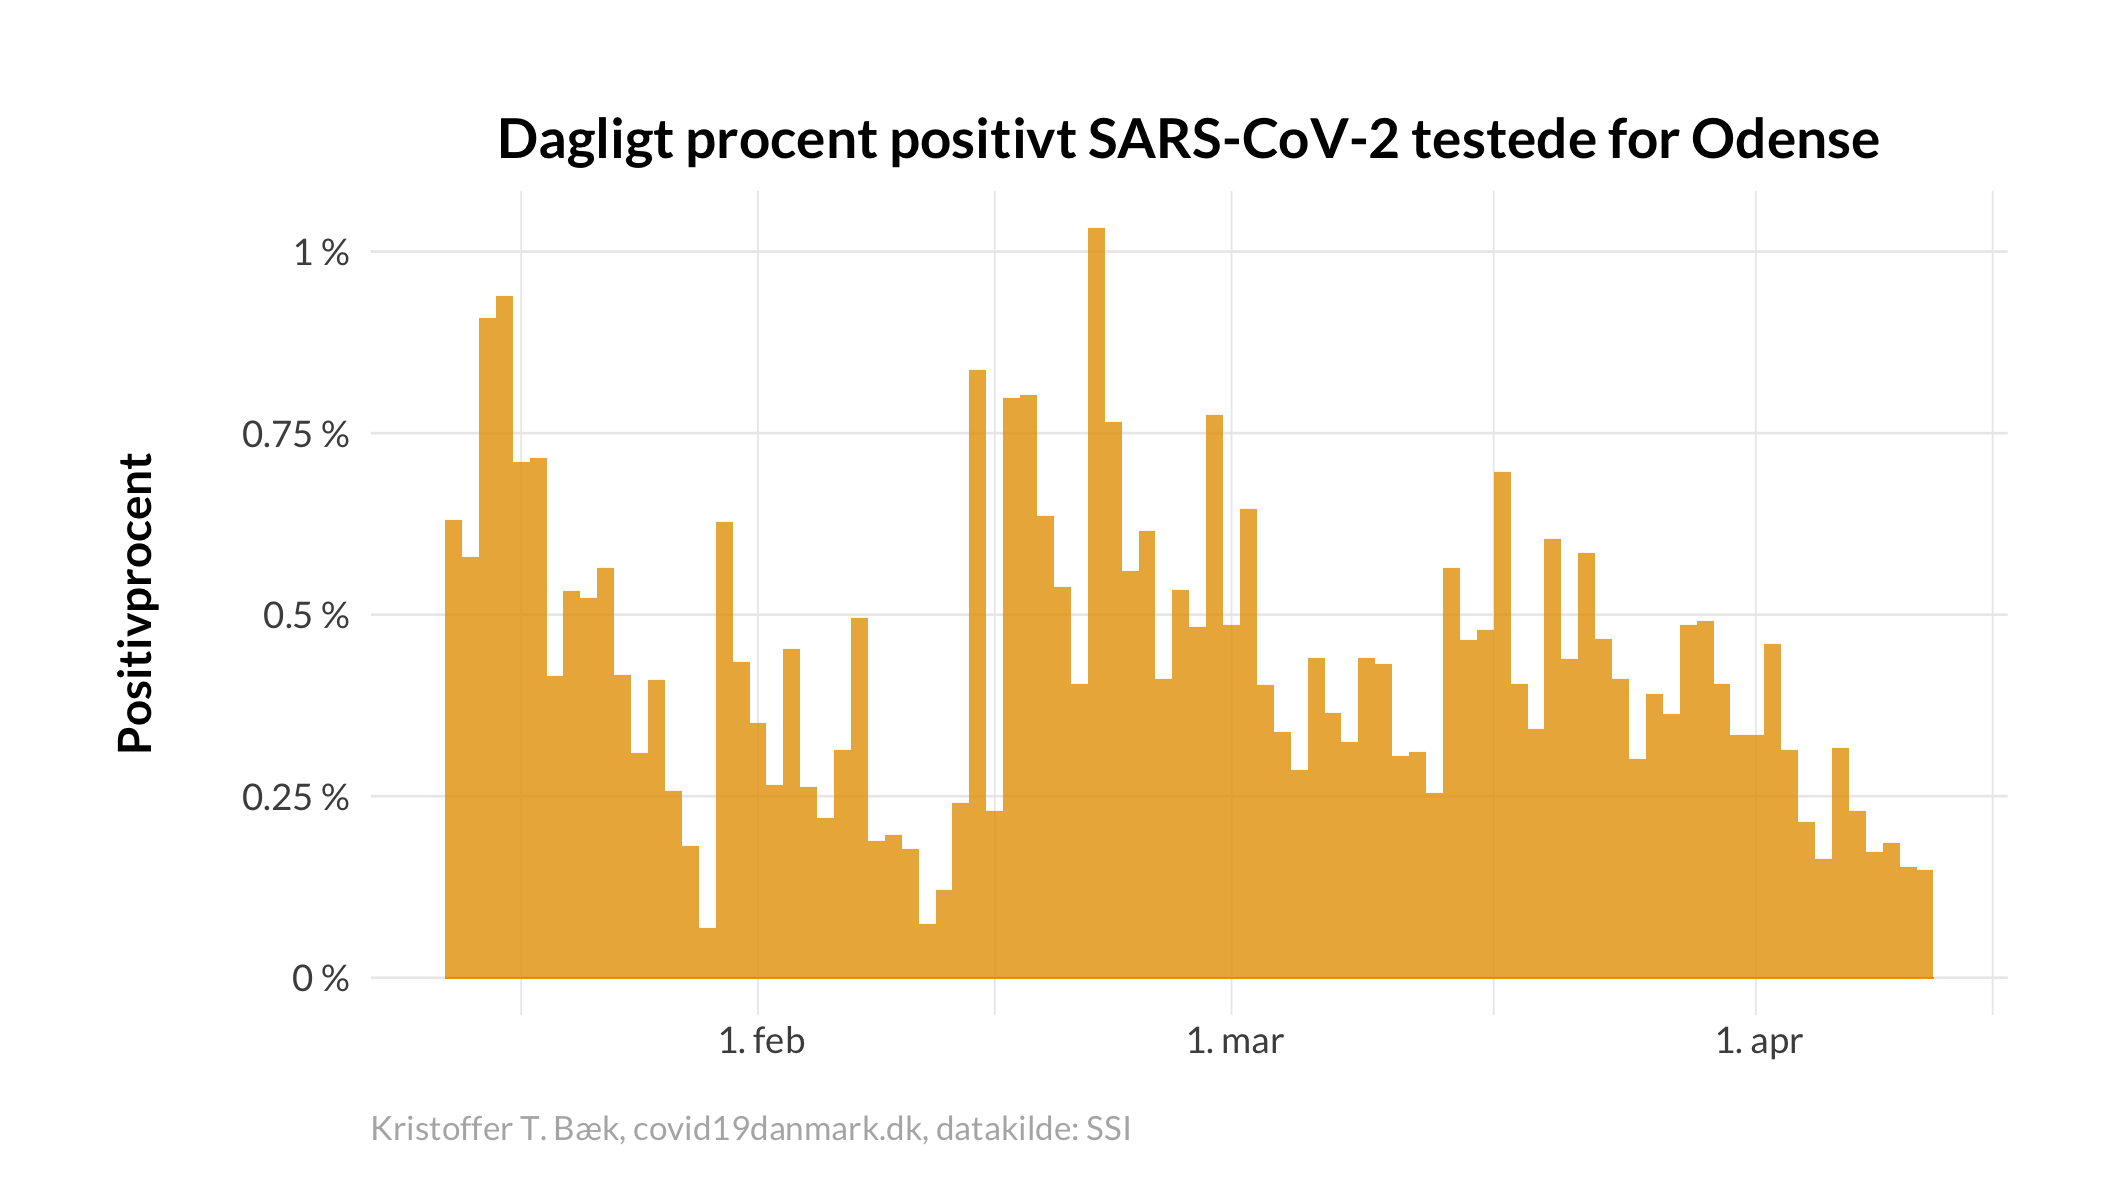 Dagligt procent positivt SARS-CoV-2 testede for Odense
Positivprocent
1 %
0.75 %
0.5 %
0.25 %
0 %
1. feb
1. mar
1. apr
Kristoffer T. Bæk, covid19danmark.dk, datakilde: SSI